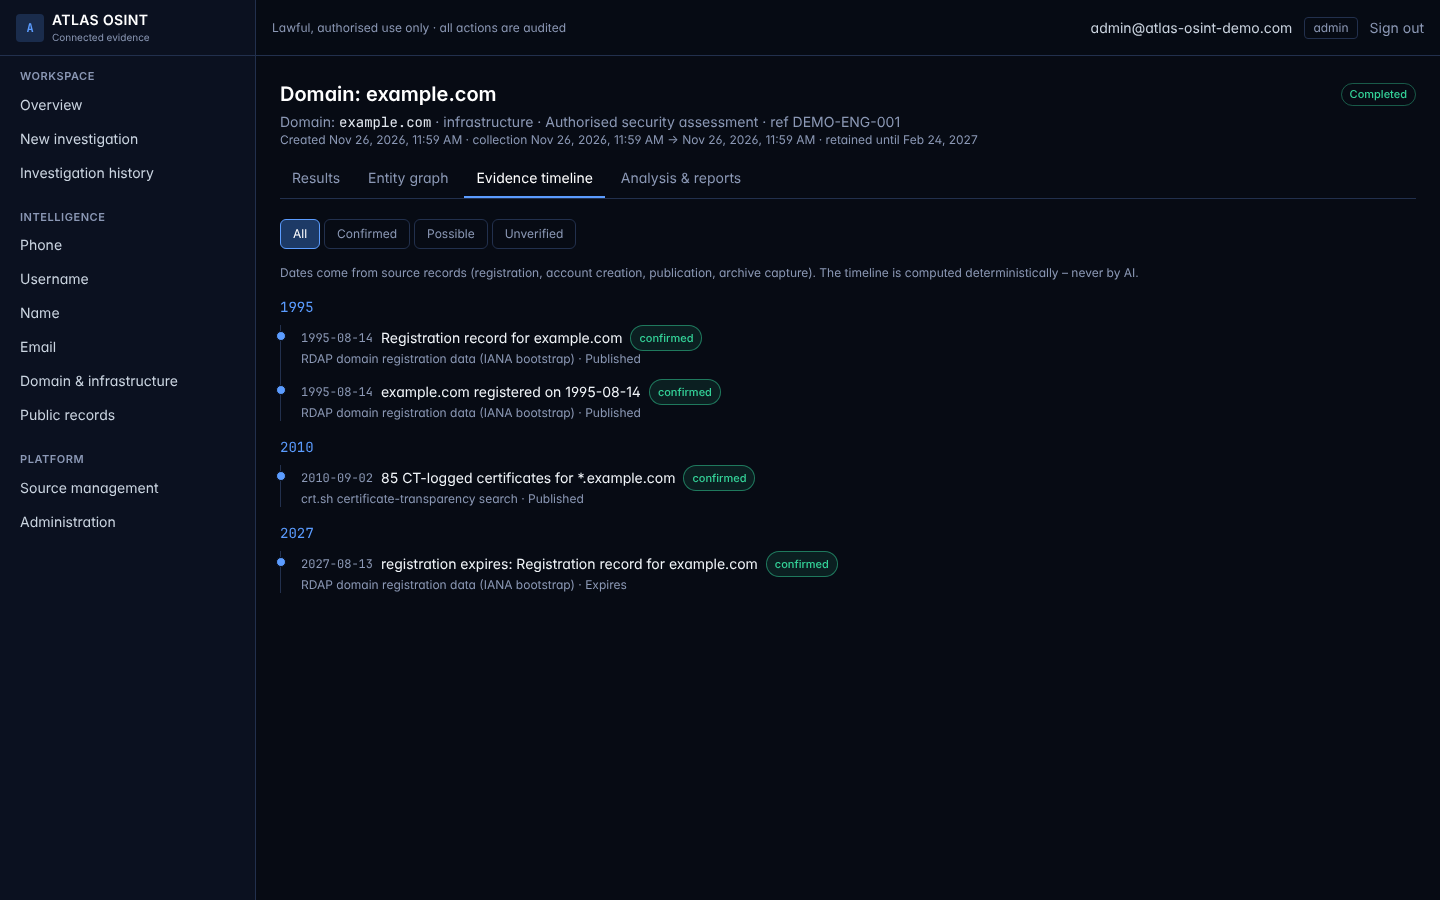 A
ATLAS OSINT
Connected evidence
Lawful, authorised use only · all actions are audited
admin@atlas-osint-demo.com admin Sign out
WORKSPACE
Overview
New investigation
Investigation history
INTELLIGENCE
Phone
Username
Name
Email
Domain & infrastructure
Public records
PLATFORM
Source management
Administration
Domain: example.com
Completed
Domain: example.com · infrastructure · Authorised security assessment · ref DEMO-ENG-001
Created Nov 26, 2026, 11:59 AM · collection Nov 26, 2026, 11:59 AM → Nov 26, 2026, 11:59 AM · retained until Feb 24, 2027
Results Entity graph Evidence timeline Analysis & reports
All Confirmed Possible Unverified
Dates come from source records (registration, account creation, publication, archive capture). The timeline is computed deterministically – never by AI.
1995
1995-08-14 Registration record for example.com confirmed
RDAP domain registration data (IANA bootstrap) · Published
1995-08-14 example.com registered on 1995-08-14 confirmed
RDAP domain registration data (IANA bootstrap) · Published
2010
2010-09-02 85 CT-logged certificates for *.example.com confirmed
crt.sh certificate-transparency search · Published
2027
2027-08-13 registration expires: Registration record for example.com confirmed
RDAP domain registration data (IANA bootstrap) · Expires